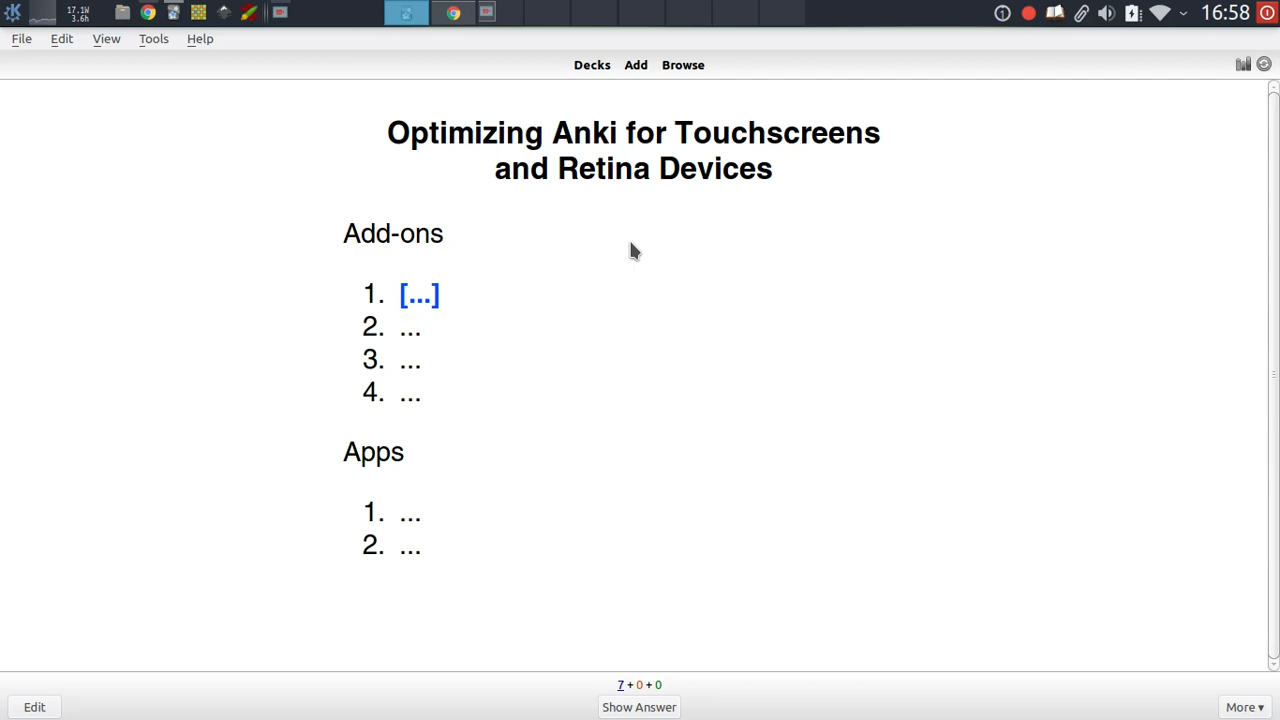 17.1W
3.6h
16:58
File Edit View Tools Help
Decks Add Browse
Optimizing Anki for Touchscreens
and Retina Devices
Add-ons
1. [...]
2. ...
3. ...
4. ...
Apps
1. ...
2. ...
7 + 0 + 0
Edit Show Answer More ▾